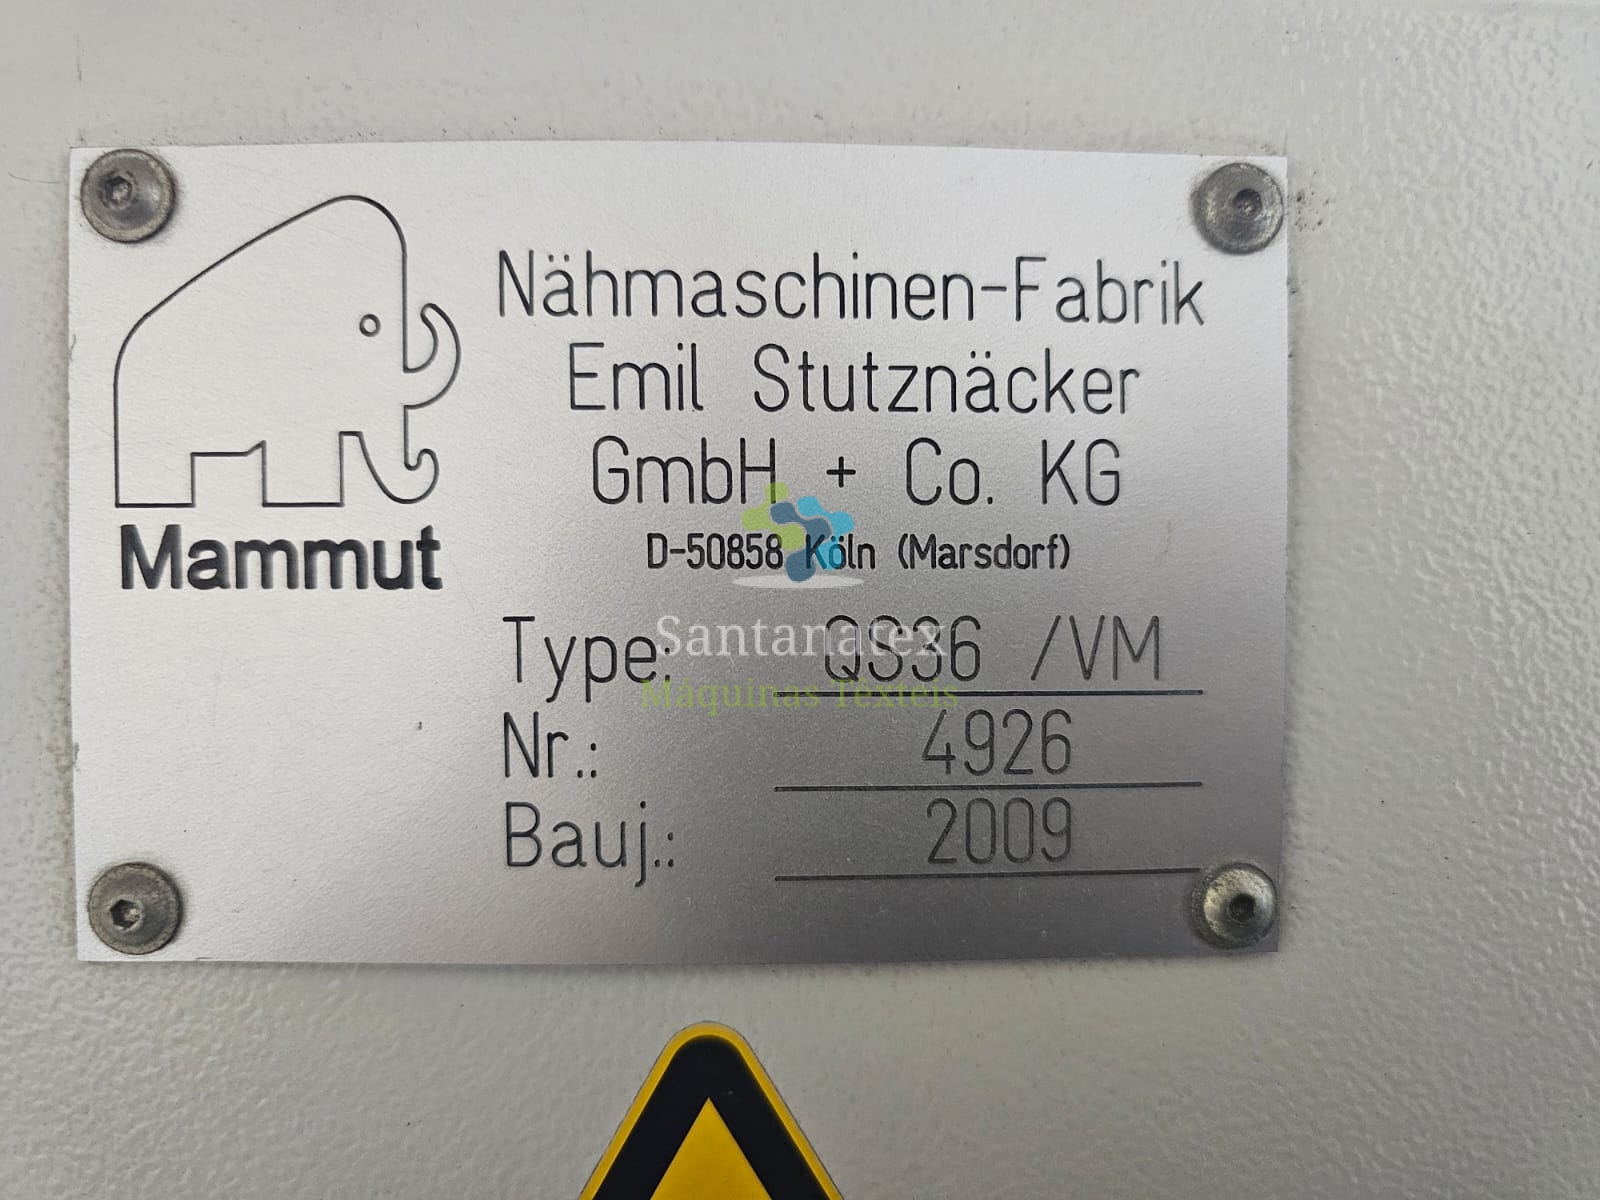 Mammut
Nähmaschinen-Fabrik
Emil Stutznäcker
GmbH + Co. KG
D-50858 Köln (Marsdorf)
Type: QS36 /VM
Nr.: 4926
Bauj.: 2009
Santanatex
Máquinas Têxteis